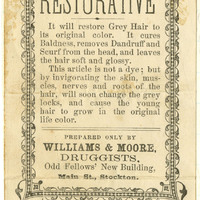 RESTORATIVE
It will restore Grey Hair to
its original color. It cures
Baldness, removes Dandruff and
Scurf from the head, and leaves
the hair soft and glossy.
This article is not a dye; but
by invigorating the skin, mus-
cles, nerves and roots of the
hair, will soon change the grey
locks, and cause the young
hair to grow in the original
life color.
PREPARED ONLY BY
WILLIAMS & MOORE,
DRUGGISTS,
Odd Fellows' New Building,
Main St., Stockton.